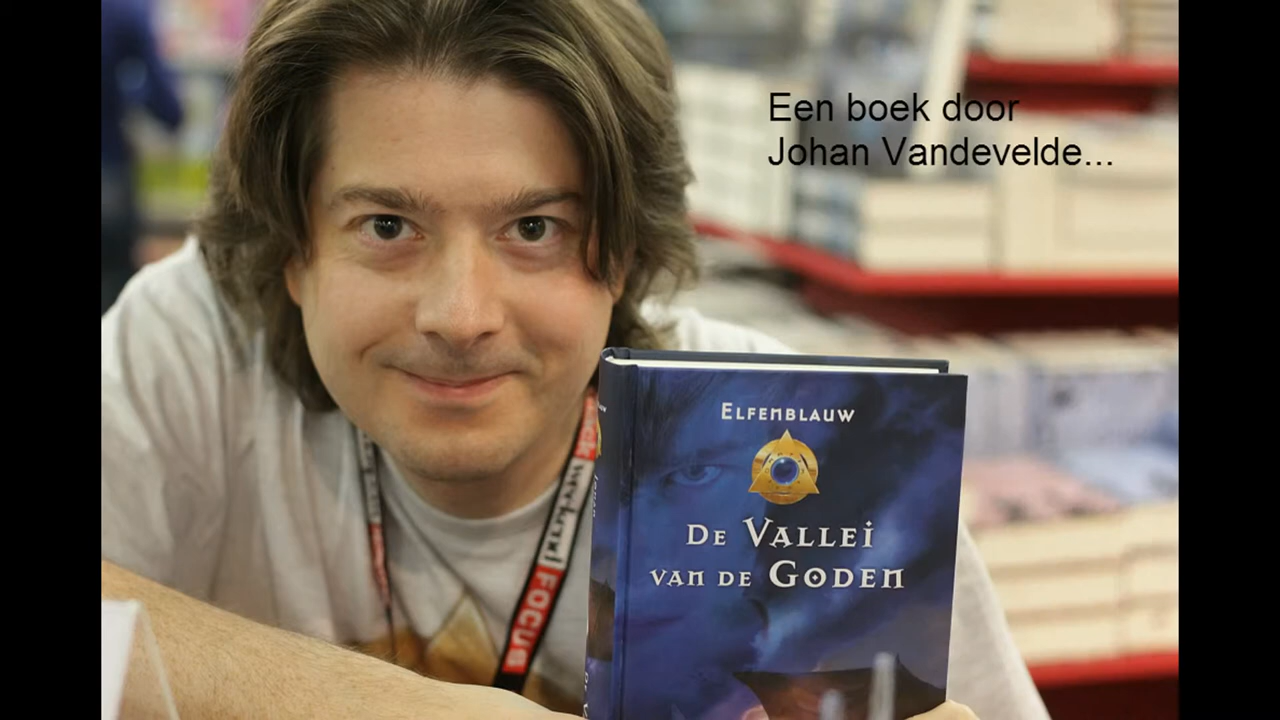 Een boek door
Johan Vandevelde...
ELFENBLAUW
DE VALLEI
VAN DE GODEN
FOCUS